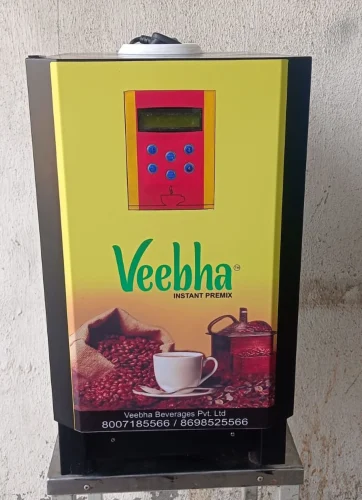 Veebha
INSTANT PREMIX
Veebha Beverages Pvt. Ltd
8007185566 / 8698525566